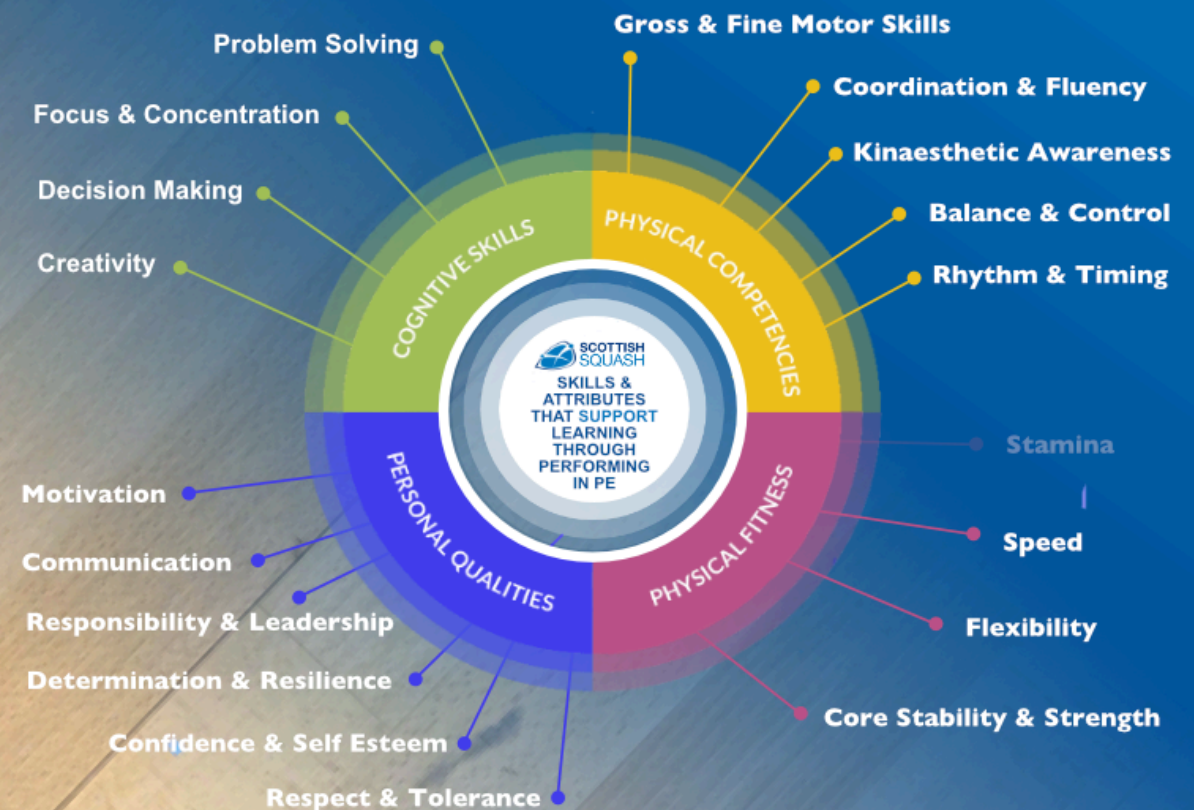 Gross & Fine Motor Skills
Problem Solving
Coordination & Fluency
Focus & Concentration
Kinaesthetic Awareness
Decision Making
Balance & Control
Creativity
Rhythm & Timing
COGNITIVE SKILLS
PHYSICAL COMPETENCIES
SCOTTISH
SQUASH
SKILLS &
ATTRIBUTES
THAT SUPPORT
LEARNING
THROUGH
PERFORMING
IN PE
PERSONAL QUALITIES
PHYSICAL FITNESS
Stamina
Motivation
Speed
Communication
Responsibility & Leadership
Flexibility
Determination & Resilience
Core Stability & Strength
Confidence & Self Esteem
Respect & Tolerance